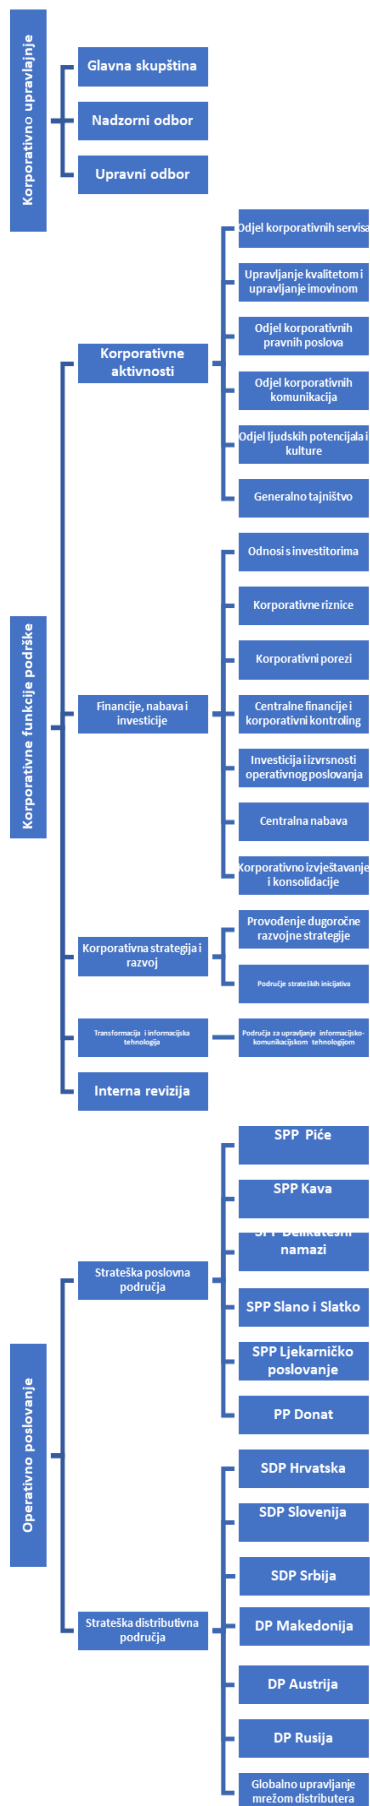 Korporativno upravlajnje
Glavna skupština
Nadzorni odbor
Upravni odbor
Korporativne funkcije podrške
Korporativne
aktivnosti
Odjel korporativnih servisa
Upravljanje kvalitetom i
upravljanje imovinom
Odjel korporativnih
pravnih poslova
Odjel korporativnih
komunikacija
Odjel ljudskih potencijala i
kulture
Generalno tajništvo
Financije, nabava i
investicije
Odnosi s investitorima
Korporativne riznice
Korporativni porezi
Centralne financije i
korporativni kontroling
Investicija i izvrsnosti
operativnog poslovanja
Centralna nabava
Korporativno izvještavanje
i konsolidacije
Korporativna strategija i
razvoj
Provođenje dugoročne
razvojne strategije
Područje strateških inicijativa
Transformacija i informacijska
tehnologija
Područja za upravljanje informacijsko-
komunikacijskom tehnologijom
Interna revizija
Operativno poslovanje
Strateška poslovna
područja
SPP Piće
SPP Kava
SPP Delikatesni
namazi
SPP Slano i Slatko
SPP Ljekarničko
poslovanje
PP Donat
Strateška distributivna
područja
SDP Hrvatska
SDP Slovenija
SDP Srbija
DP Makedonija
DP Austrija
DP Rusija
Globalno upravljanje
mrežom distributera